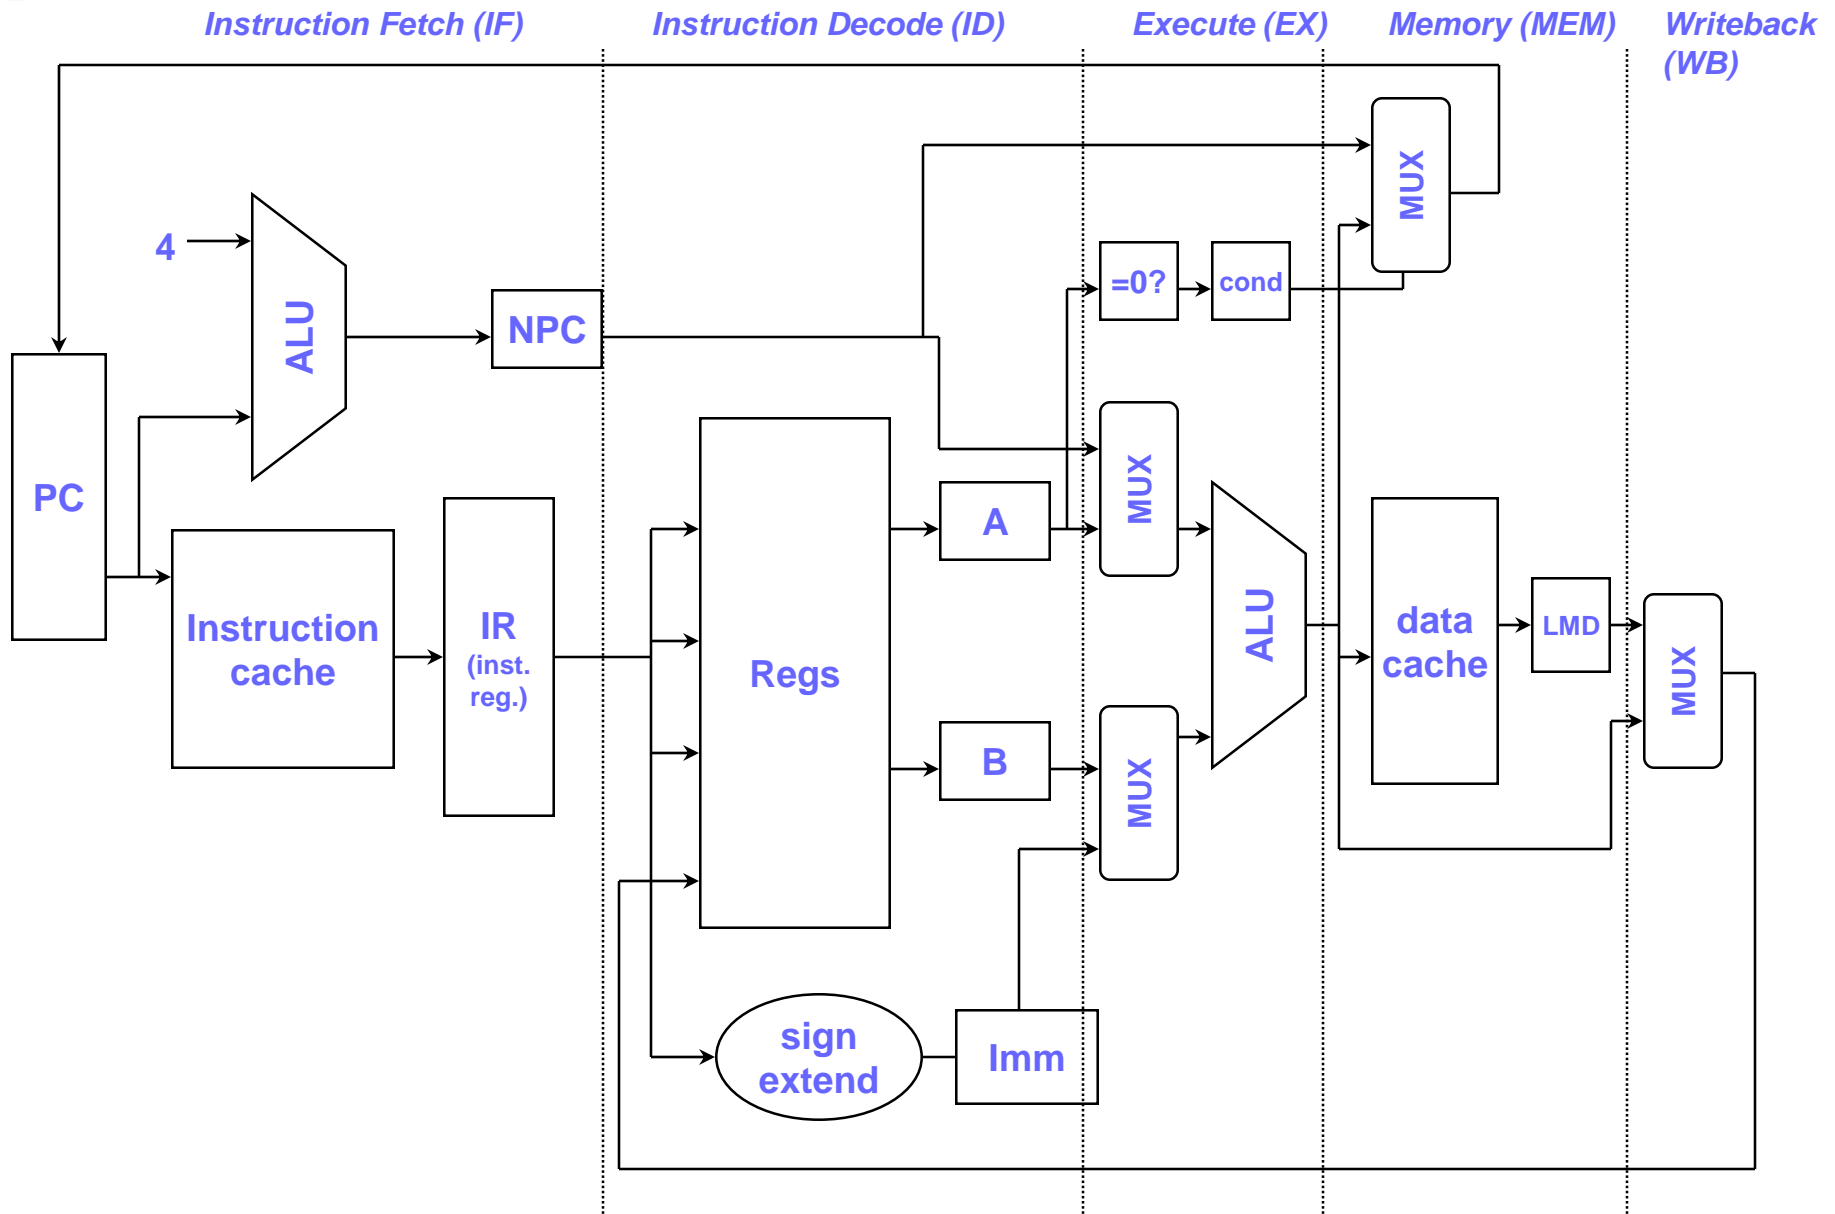 Instruction Fetch (IF)
Instruction Decode (ID)
Execute (EX)
Memory (MEM)
Writeback
(WB)
MUX
4
ALU
=0?
cond
NPC
MUX
PC
A
Instruction
cache
IR
(inst.
reg.)
Regs
ALU
data
cache
LMD
MUX
B
MUX
sign
extend
Imm